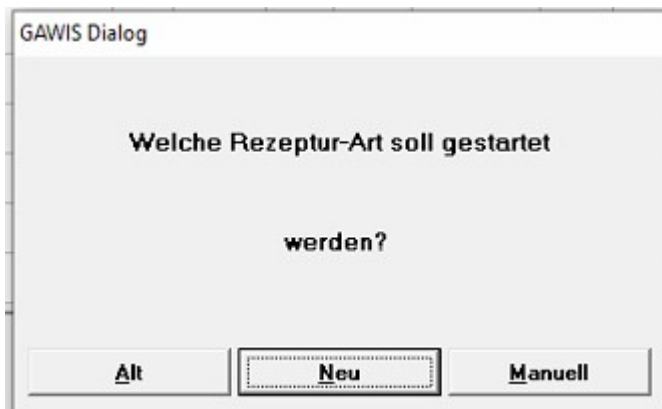 GAWIS Dialog
Welche Rezeptur-Art soll gestartet
werden?
Alt
Neu
Manuell